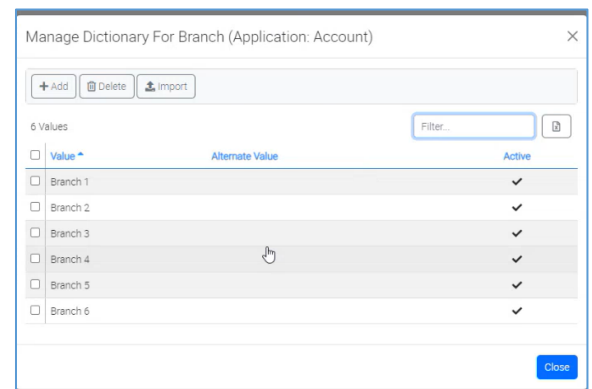 Manage Dictionary For Branch (Application: Account)
Add Delete Import
6 Values Filter...
Value Alternate Value Active
Branch 1
Branch 2
Branch 3
Branch 4
Branch 5
Branch 6
Close